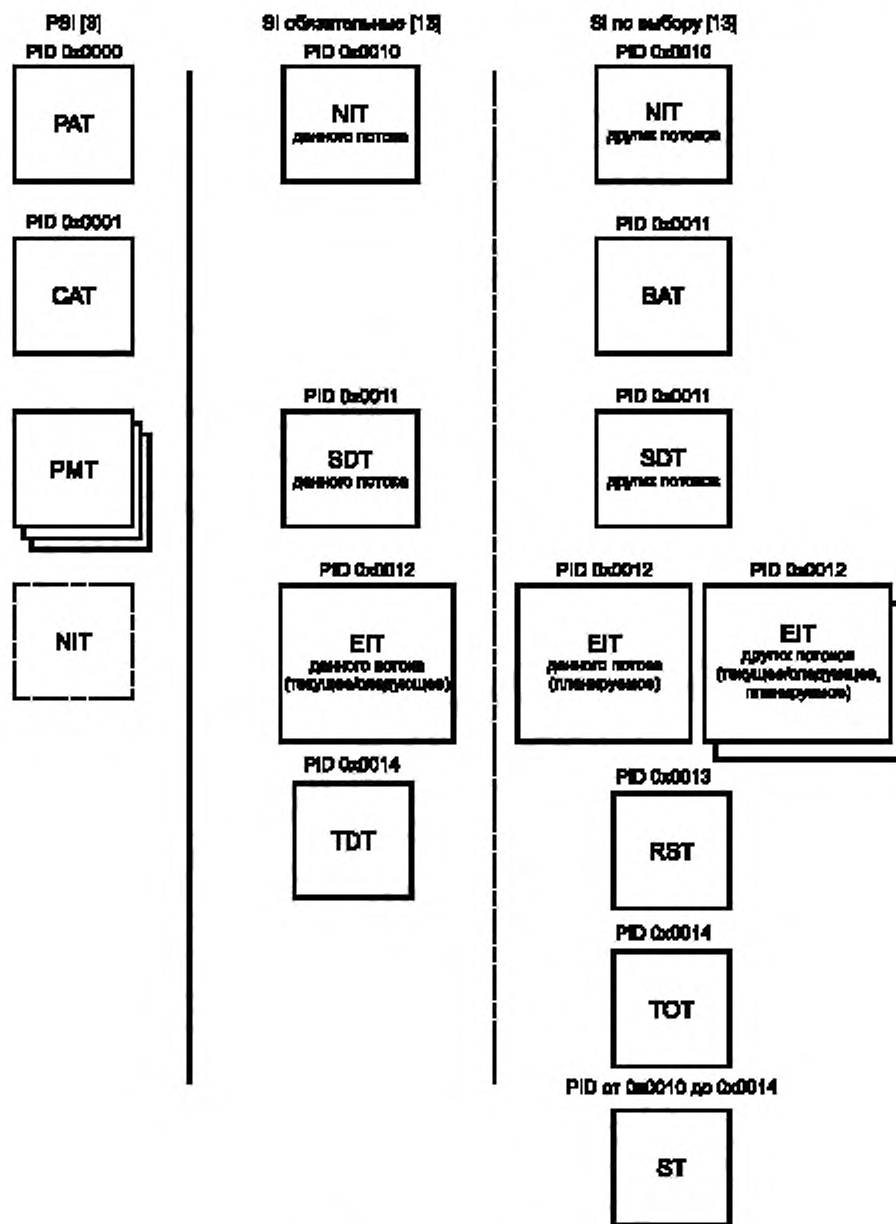 PSI [3]
SI обязательные [13]
SI по выбору [13]
PID 0x0000
PAT
PID 0x0010
NIT
данного потока
PID 0x0010
NIT
других потоков
PID 0x0001
CAT
PID 0x0011
BAT
PMT
PID 0x0011
SDT
данного потока
PID 0x0011
SDT
других потоков
NIT
PID 0x0012
EIT
данного потока
(текущее/следующее)
PID 0x0012
EIT
данного потока
(планируемое)
PID 0x0012
EIT
других потоков
(текущее/следующее,
планируемое)
PID 0x0014
TDT
PID 0x0013
RST
PID 0x0014
TOT
PID от 0x0010 до 0x0014
ST